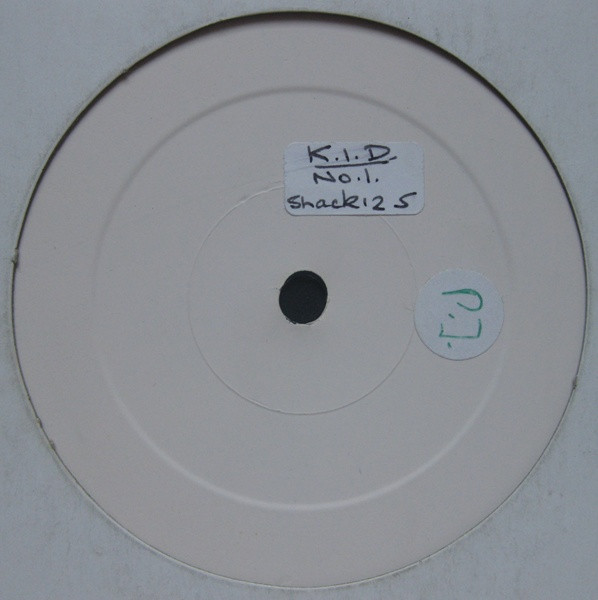 K.I.D.
No.1.
Shack 12 5
P.J.